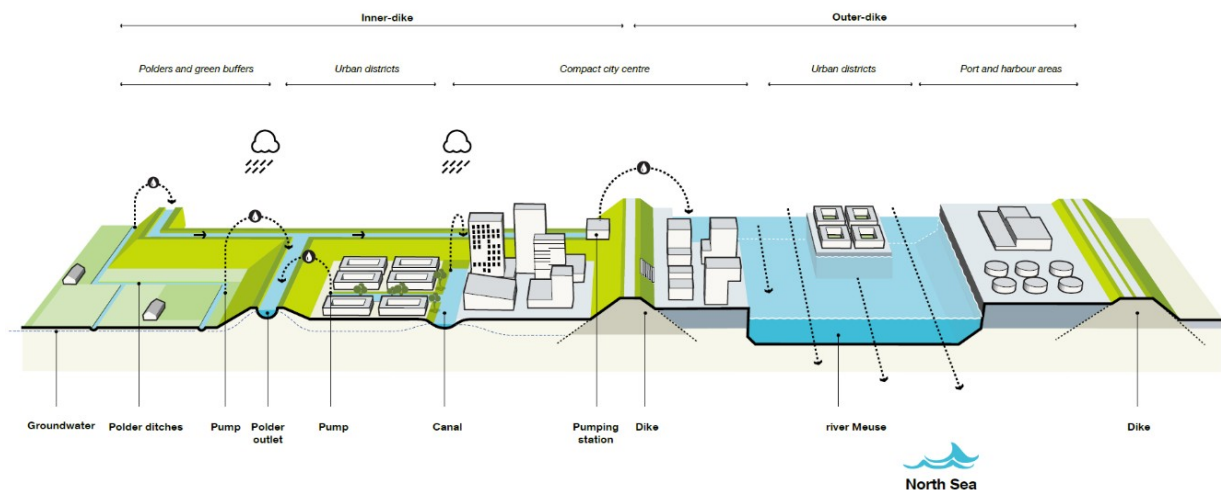 Inner-dike
Outer-dike
Polders and green buffers
Urban districts
Compact city centre
Urban districts
Port and harbour areas
Groundwater
Polder ditches
Pump
Polder
outlet
Pump
Canal
Pumping
station
Dike
river Meuse
Dike
North Sea